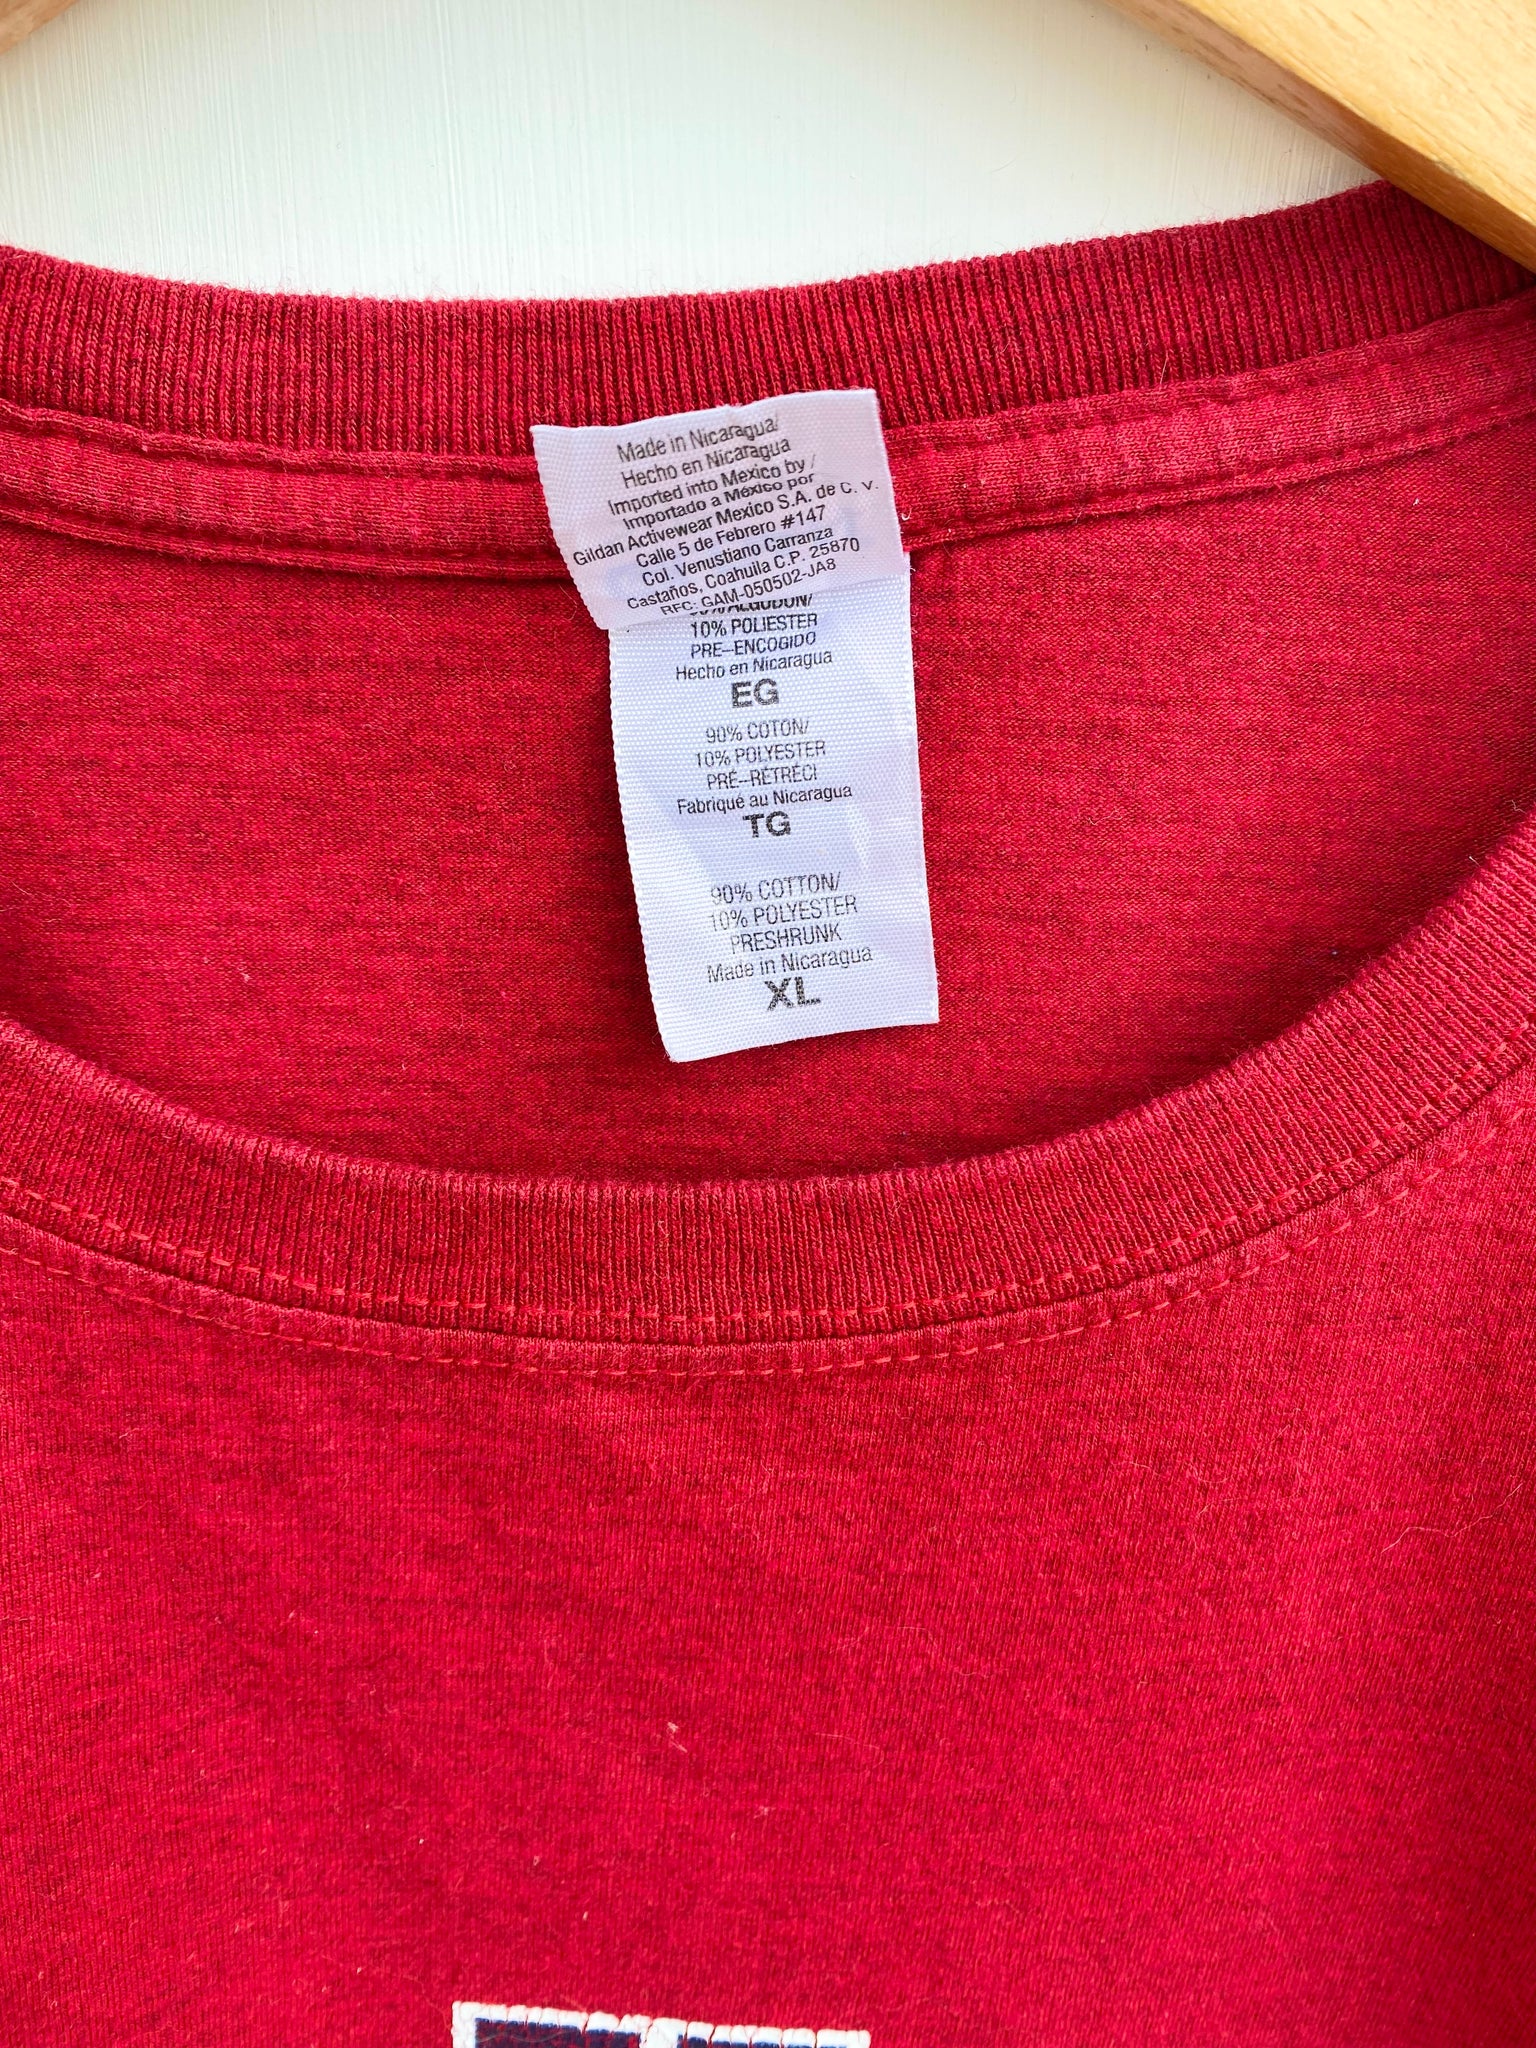 Made in Nicaragua/
Hecho en Nicaragua
Imported into Mexico by /
Importado a México por
Gildan Activewear Mexico S.A. de C. V.
Calle 5 de Febrero #147
Col. Venustiano Carranza
Castaños, Coahuila C.P. 25870
RFC: GAM-050502-JA8
ALGODON/
10% POLIESTER
PRE-ENCOGIDO
Hecho en Nicaragua
EG
90% COTON/
10% POLYESTER
PRÉ-RÉTRÉCI
Fabriqué au Nicaragua
TG
90% COTTON/
10% POLYESTER
PRESHRUNK
Made in Nicaragua
XL